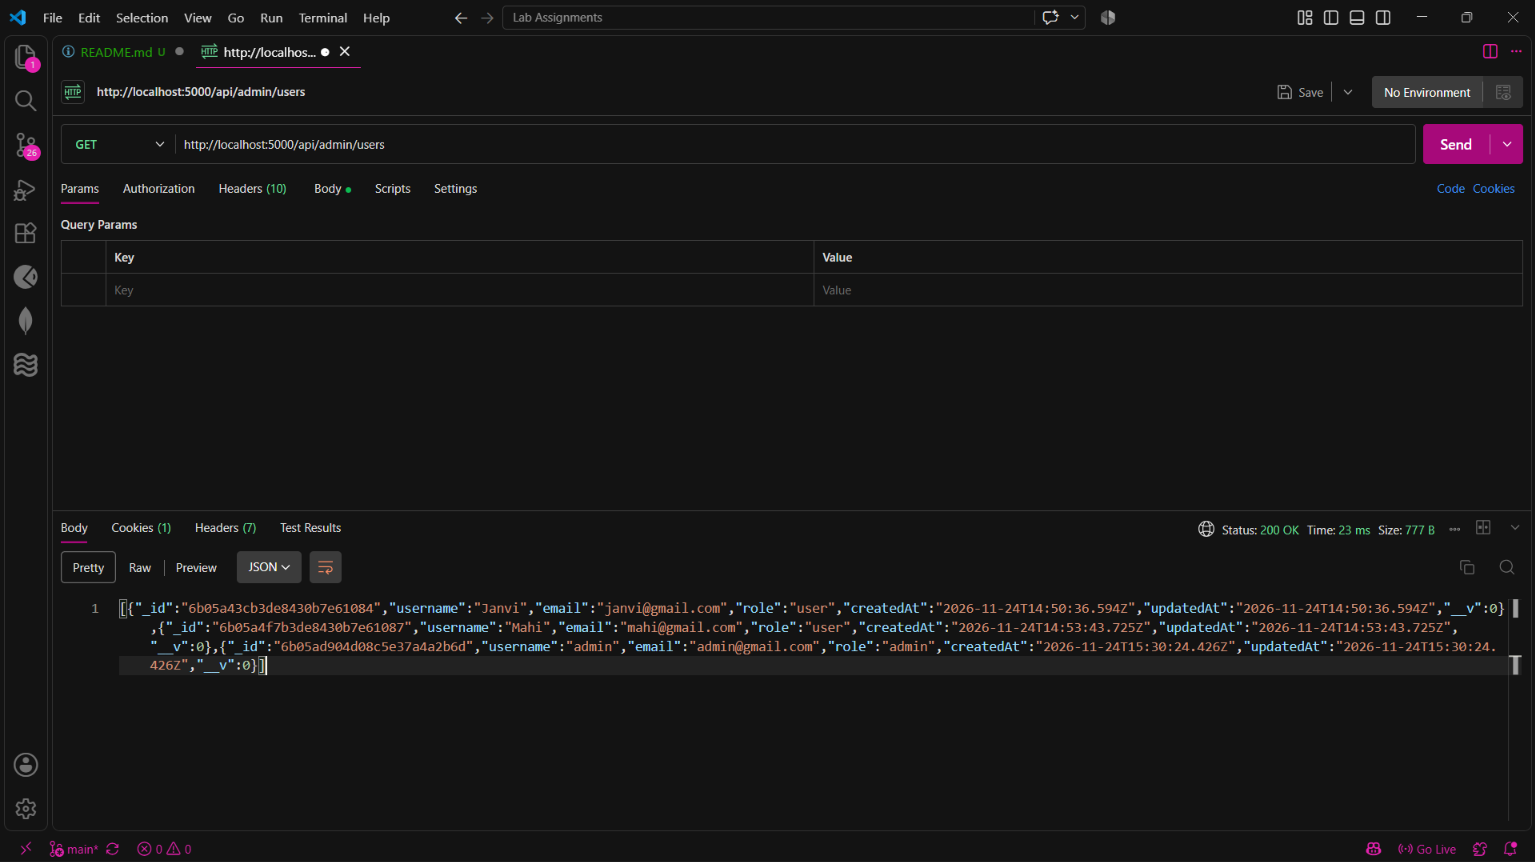 File Edit Selection View Go Run Terminal Help
Lab Assignments
README.md U
http://localhos...
HTTP http://localhost:5000/api/admin/users
Save
No Environment
GET http://localhost:5000/api/admin/users
Send
Params Authorization Headers (10) Body Scripts Settings
Code Cookies
Query Params
Key Value
Key Value
Body Cookies (1) Headers (7) Test Results
Status: 200 OK Time: 23 ms Size: 777 B
Pretty Raw Preview JSON
1 [{"_id":"6b05a43cb3de8430b7e61084","username":"Janvi","email":"janvi@gmail.com","role":"user","createdAt":"2026-11-24T14:50:36.594Z","updatedAt":"2026-11-24T14:50:36.594Z","__v":0}
,{"_id":"6b05a4f7b3de8430b7e61087","username":"Mahi","email":"mahi@gmail.com","role":"user","createdAt":"2026-11-24T14:53:43.725Z","updatedAt":"2026-11-24T14:53:43.725Z",
"__v":0},{"_id":"6b05ad904d08c5e37a4a2b6d","username":"admin","email":"admin@gmail.com","role":"admin","createdAt":"2026-11-24T15:30:24.426Z","updatedAt":"2026-11-24T15:30:24.
426Z","__v":0}]
1
26
main* 0 0
Go Live